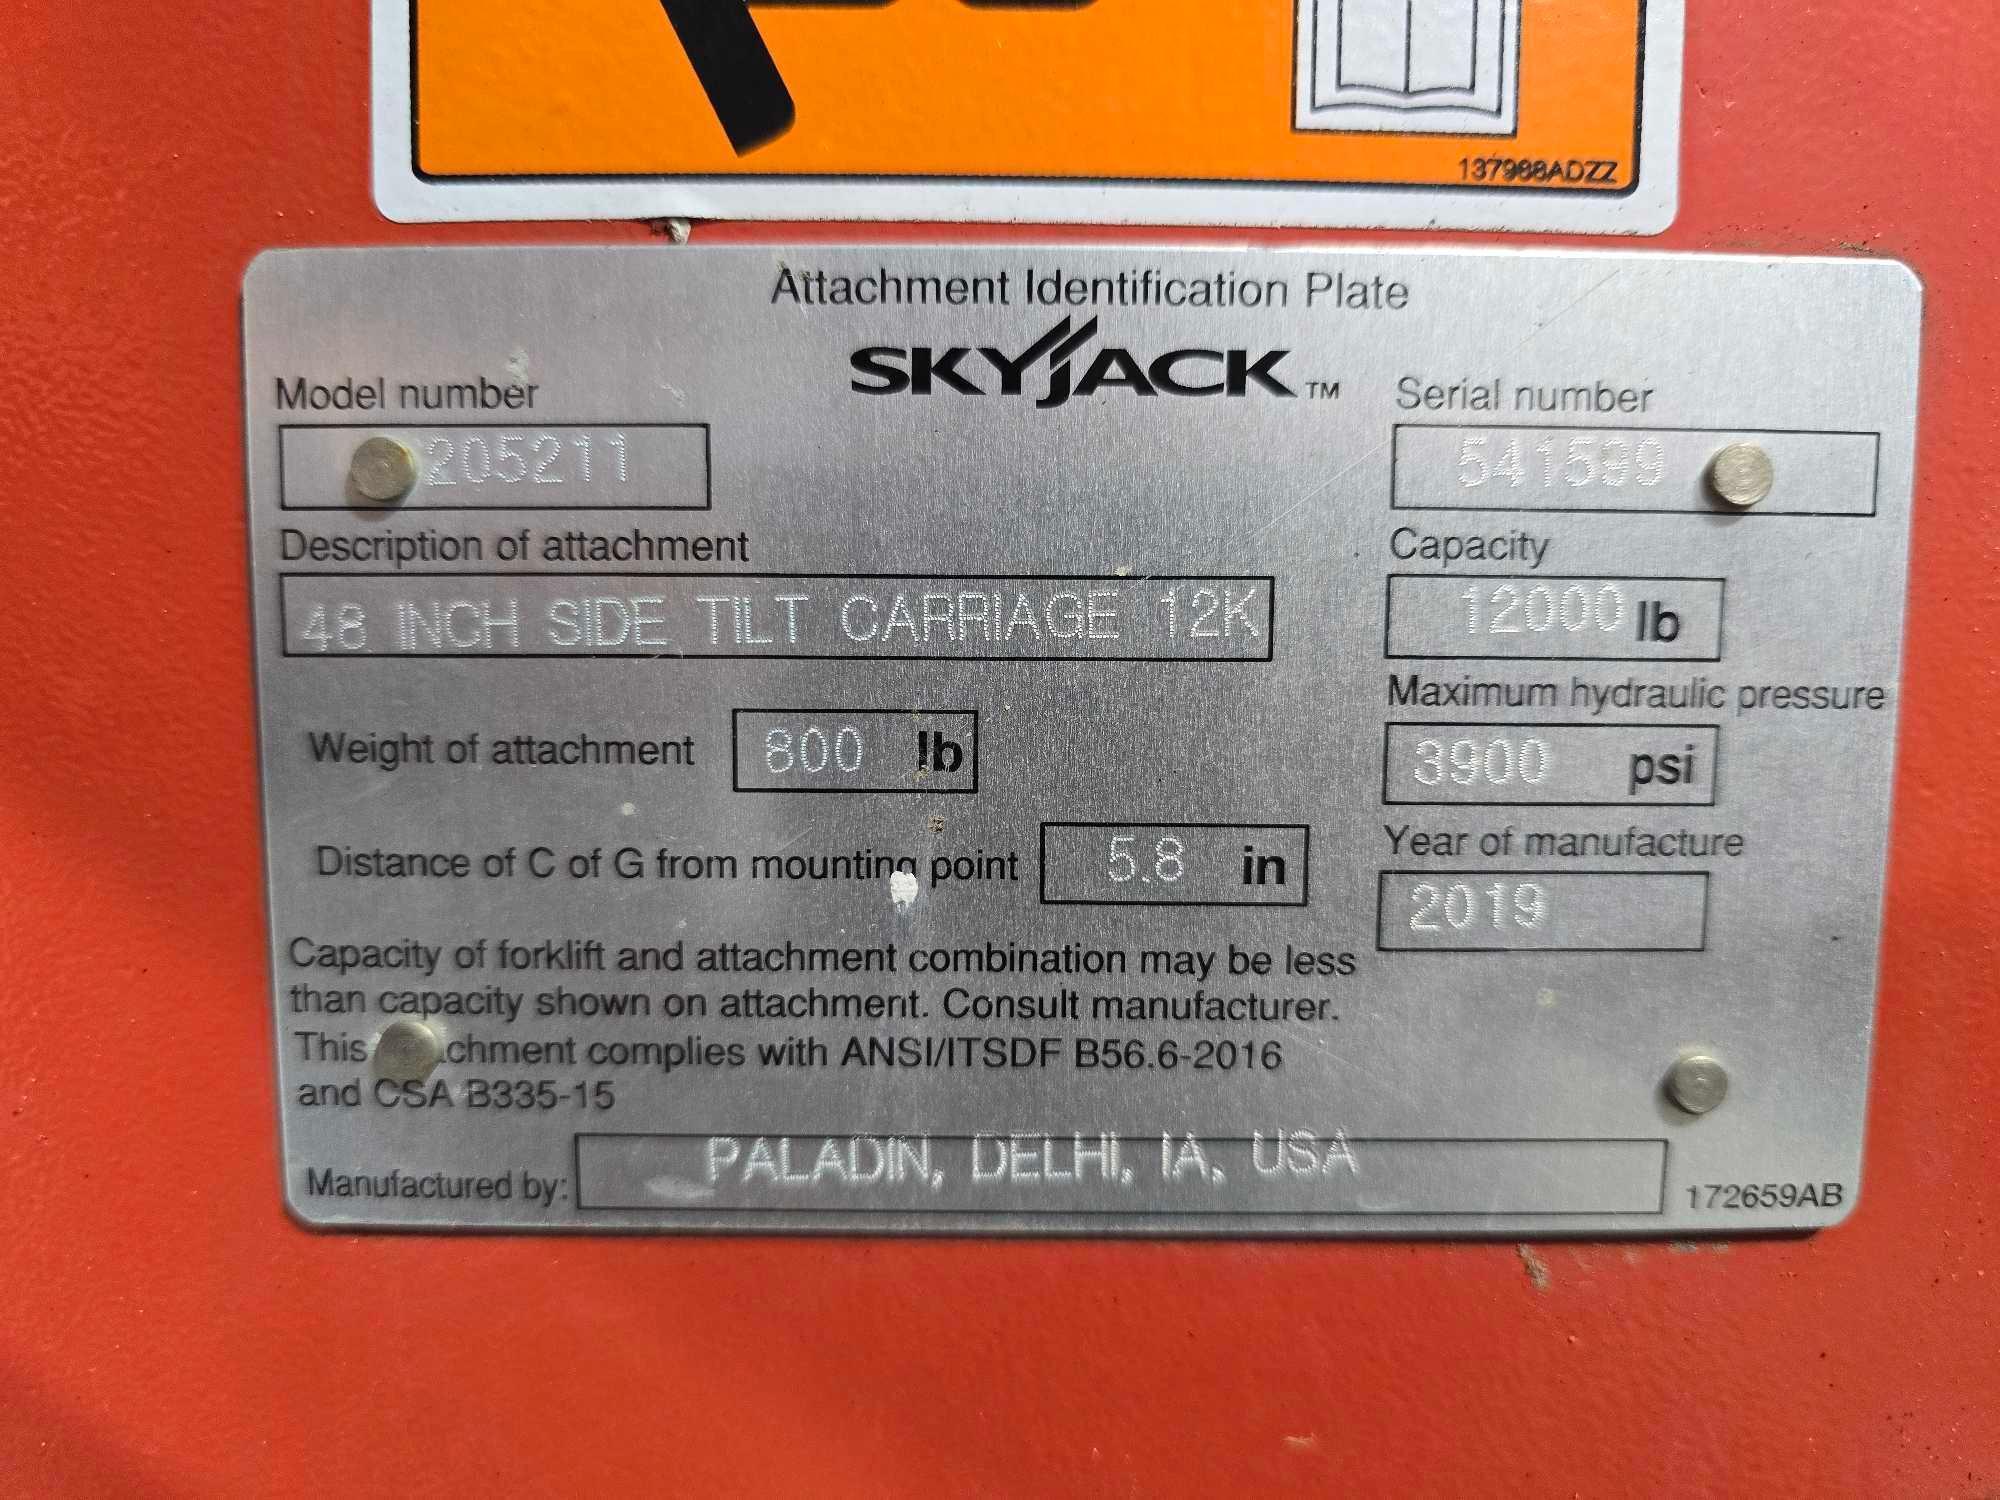 137988ADZZ
Attachment Identification Plate
SKYJACK™
Model number
205211
Serial number
541599
Description of attachment
48 INCH SIDE TILT CARRIAGE 12K
Capacity
12000 lb
Maximum hydraulic pressure
3900 psi
Weight of attachment 800 lb
Distance of C of G from mounting point 5.8 in
Year of manufacture
2019
Capacity of forklift and attachment combination may be less
than capacity shown on attachment. Consult manufacturer.
This attachment complies with ANSI/ITSDF B56.6-2016
and CSA B335-15
Manufactured by: PALADIN, DELHI, IA, USA
172659AB